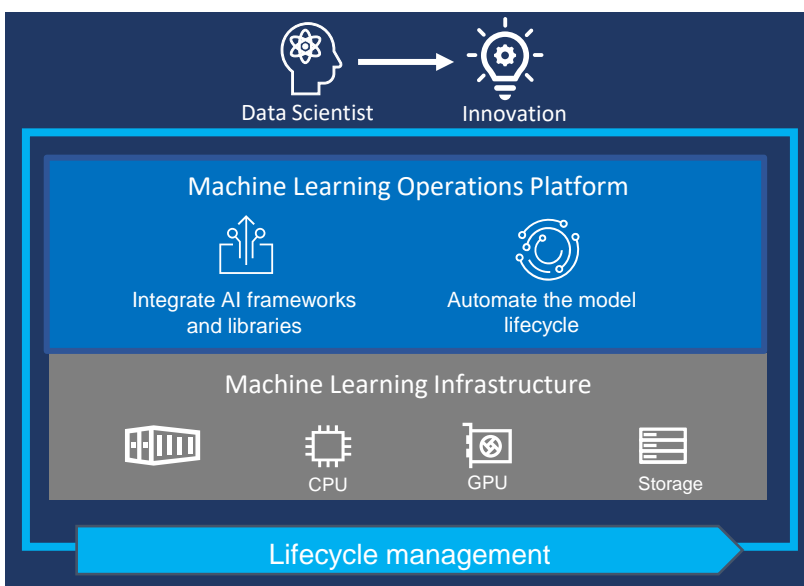 Data Scientist
Innovation
Machine Learning Operations Platform
Integrate AI frameworks
and libraries
Automate the model
lifecycle
Machine Learning Infrastructure
CPU
GPU
Storage
Lifecycle management